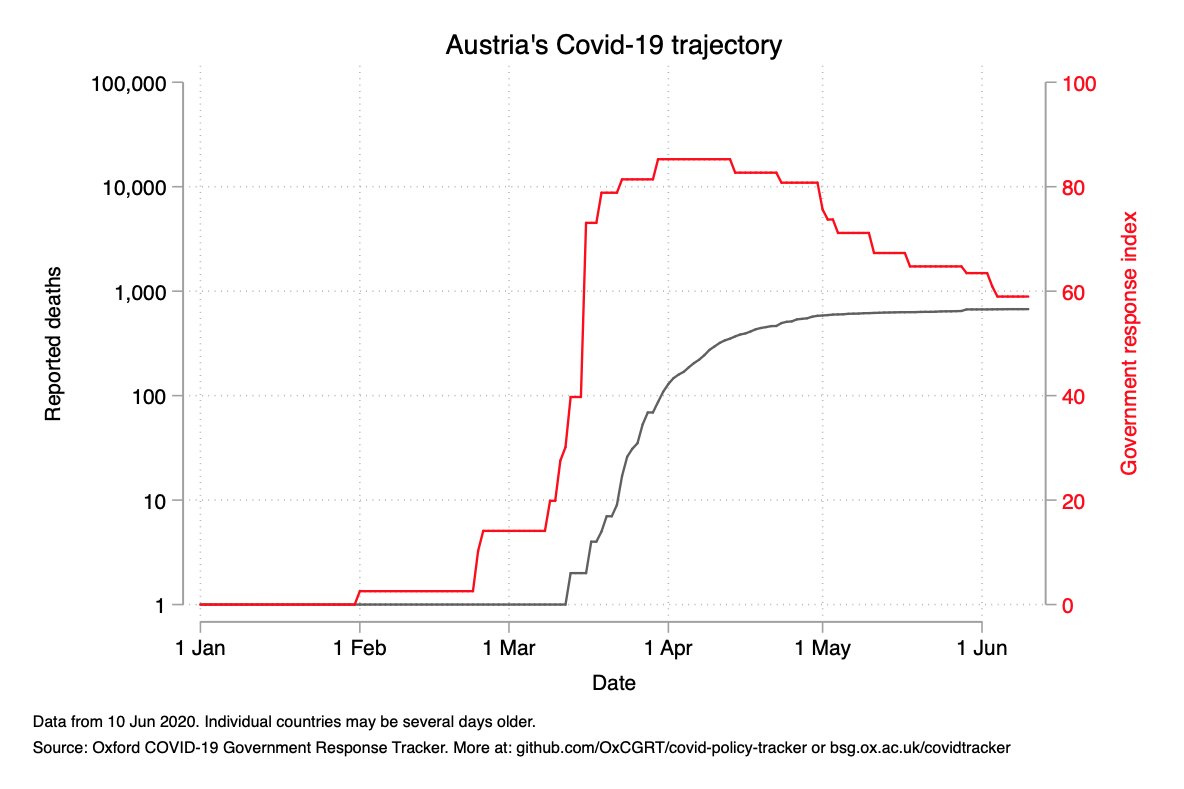 Austria's Covid-19 trajectory
100,000
10,000
1,000
100
10
1
Reported deaths
100
80
60
40
20
0
Government response index
1 Jan 1 Feb 1 Mar 1 Apr 1 May 1 Jun
Date
Data from 10 Jun 2020. Individual countries may be several days older.
Source: Oxford COVID-19 Government Response Tracker. More at: github.com/OxCGRT/covid-policy-tracker or bsg.ox.ac.uk/covidtracker